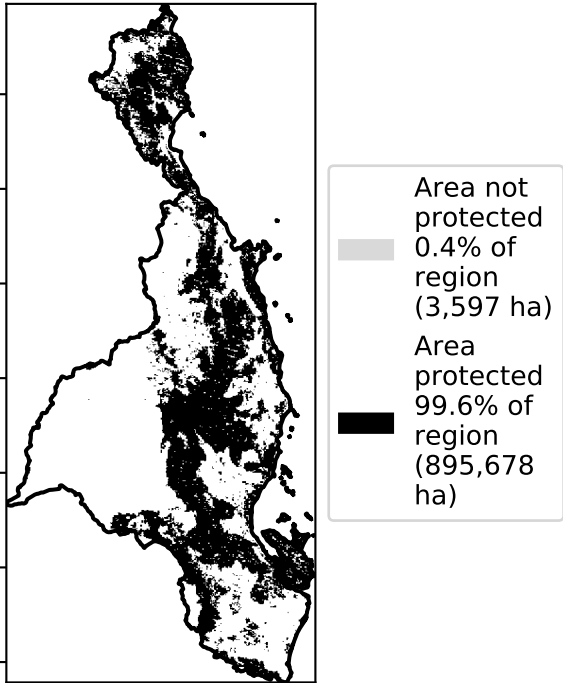 Area not
protected
0.4% of
region
(3,597 ha)
Area
protected
99.6% of
region
(895,678
ha)